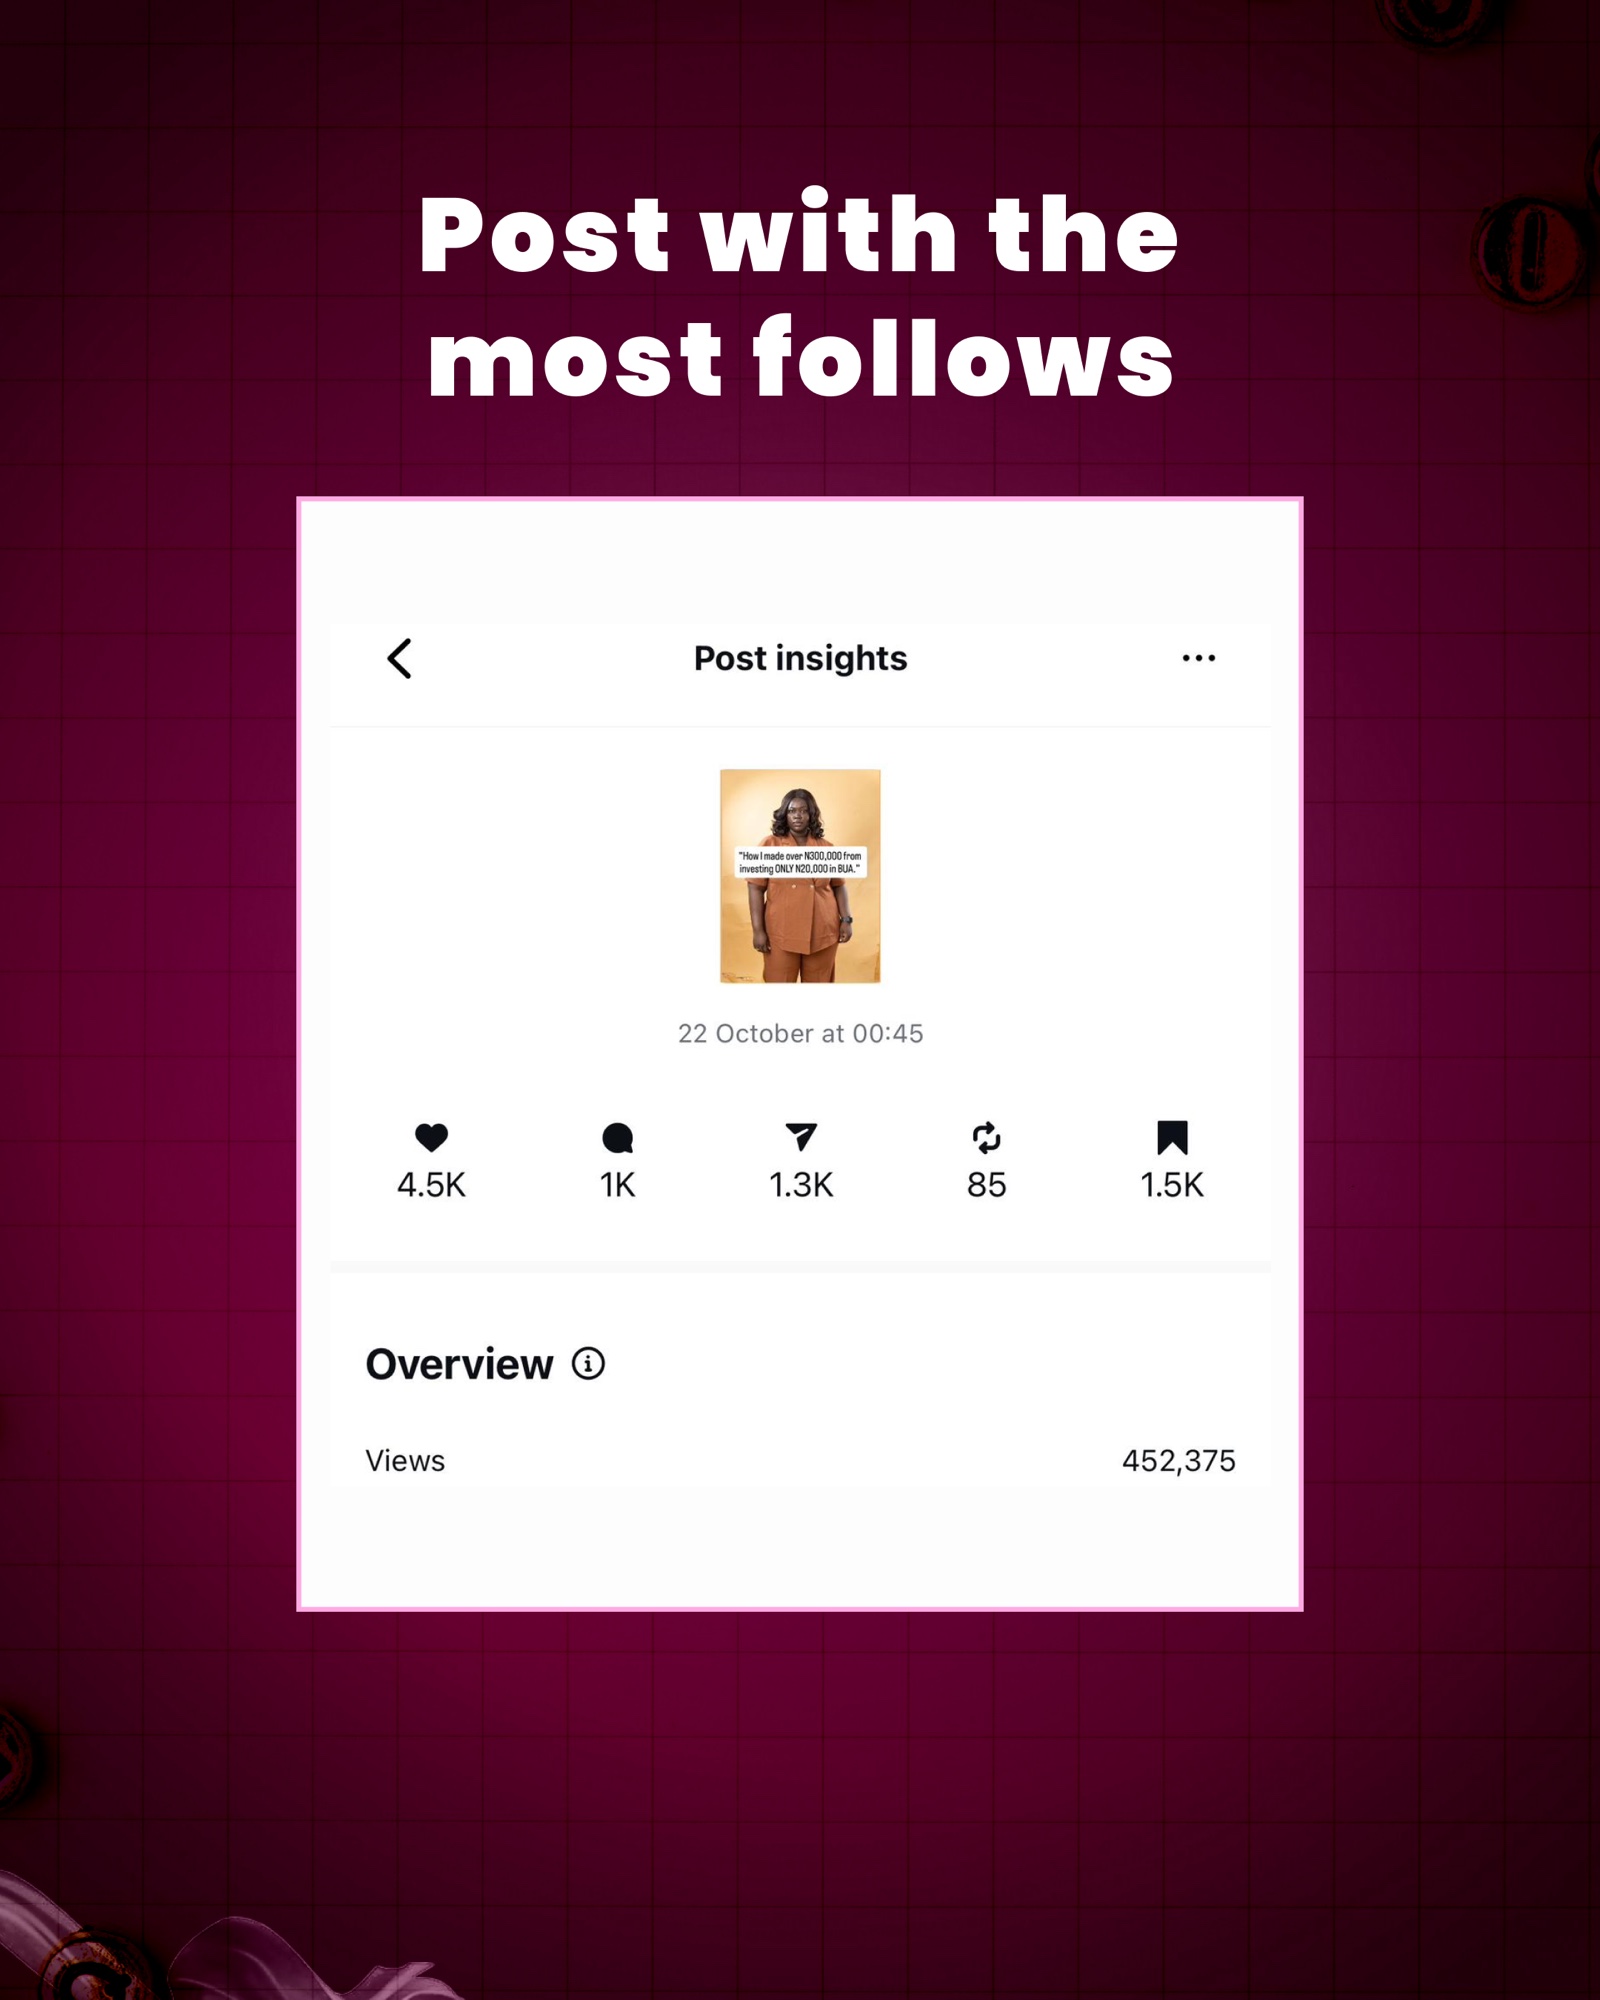 Post with the
most follows
Post insights
"How I made over N300,000 from
investing ONLY N20,000 in BUA."
22 October at 00:45
4.5K 1K 1.3K 85 1.5K
Overview
Views 452,375